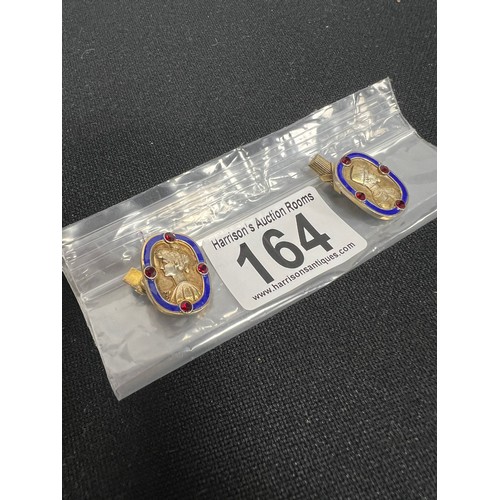 Harrison's Auction Rooms
164
www.harrisonsantiques.com